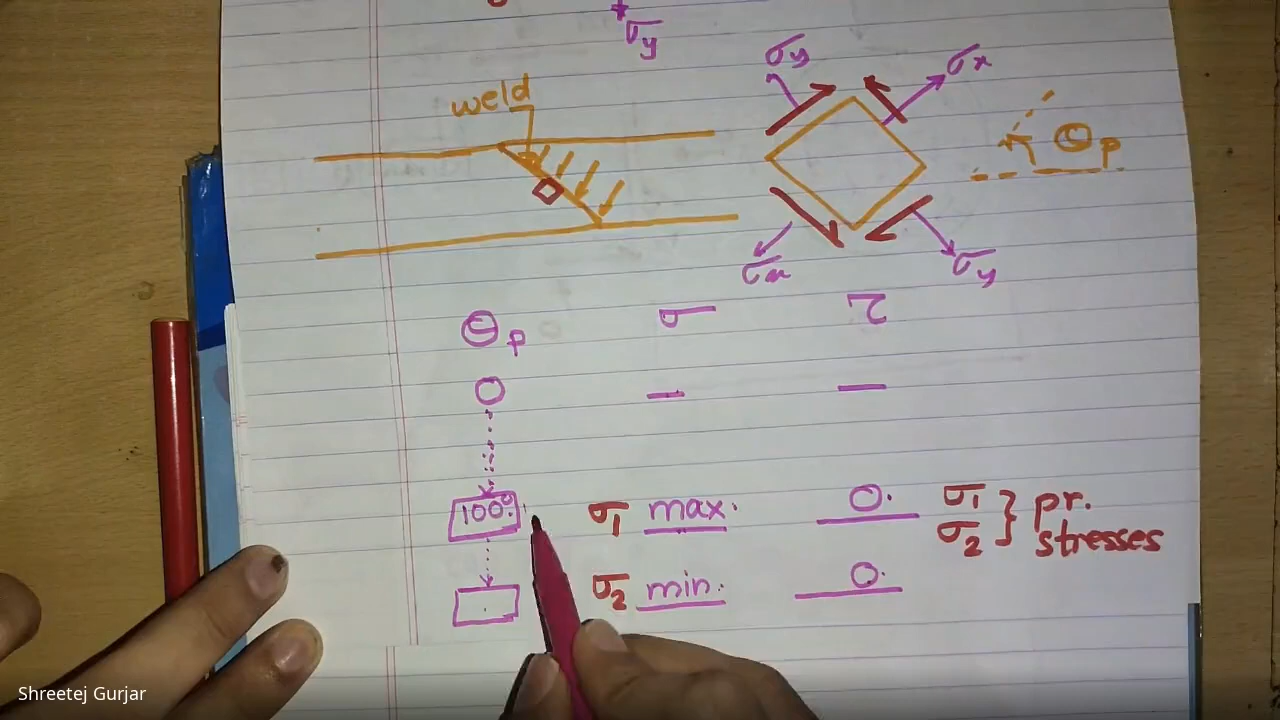 σy
weld
σy
σx
θp
σx
σy
θp σ τ
0 — —
100° σ1 max. 0. σ1 } pr.
σ2 stresses
σ2 min. 0.
Shreetej Gurjar